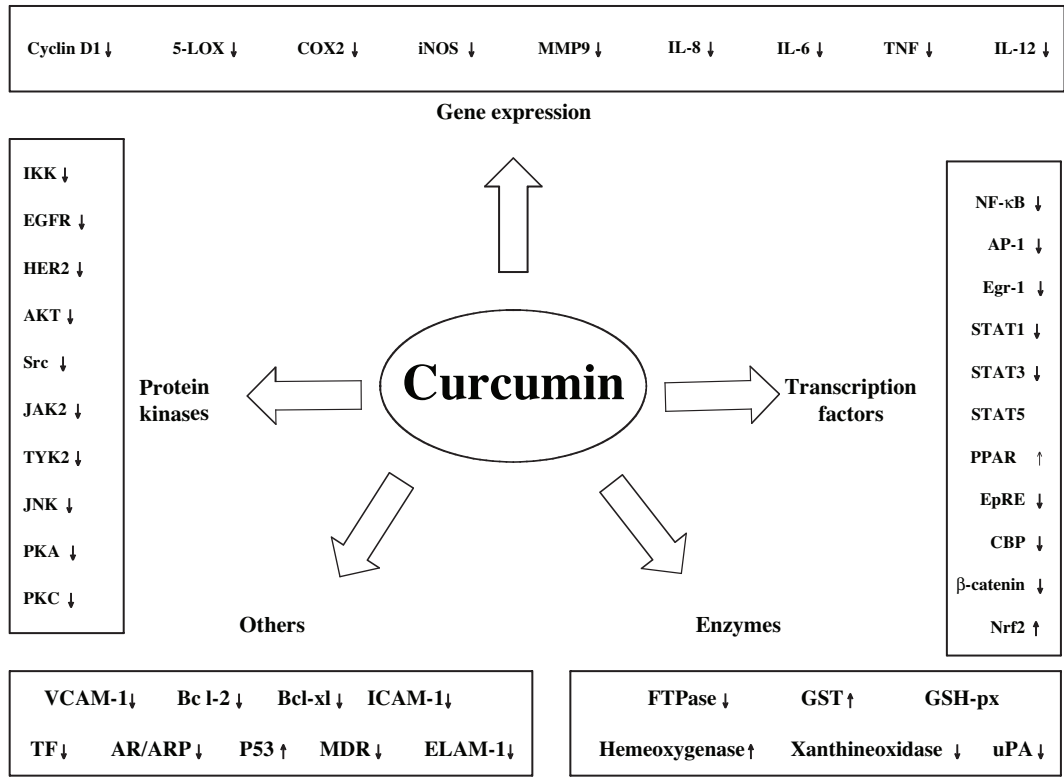 Cyclin D1↓ 5-LOX ↓ COX2↓ iNOS ↓ MMP9↓ IL-8 ↓ IL-6 ↓ TNF ↓ IL-12 ↓
Gene expression
IKK ↓
EGFR ↓
HER2 ↓
AKT ↓
Src ↓
JAK2 ↓
TYK2 ↓
JNK ↓
PKA ↓
PKC ↓
Protein
kinases
Curcumin
Transcription
factors
NF-κB ↓
AP-1 ↓
Egr-1 ↓
STAT1 ↓
STAT3 ↓
STAT5
PPAR ↑
EpRE ↓
CBP ↓
β-catenin ↓
Nrf2 ↑
Others
Enzymes
VCAM-1↓ Bc l-2 ↓ Bcl-xl ↓ ICAM-1↓
TF↓ AR/ARP ↓ P53 ↑ MDR ↓ ELAM-1↓
FTPase ↓ GST ↑ GSH-px
Hemeoxygenase↑ Xanthineoxidase ↓ uPA ↓